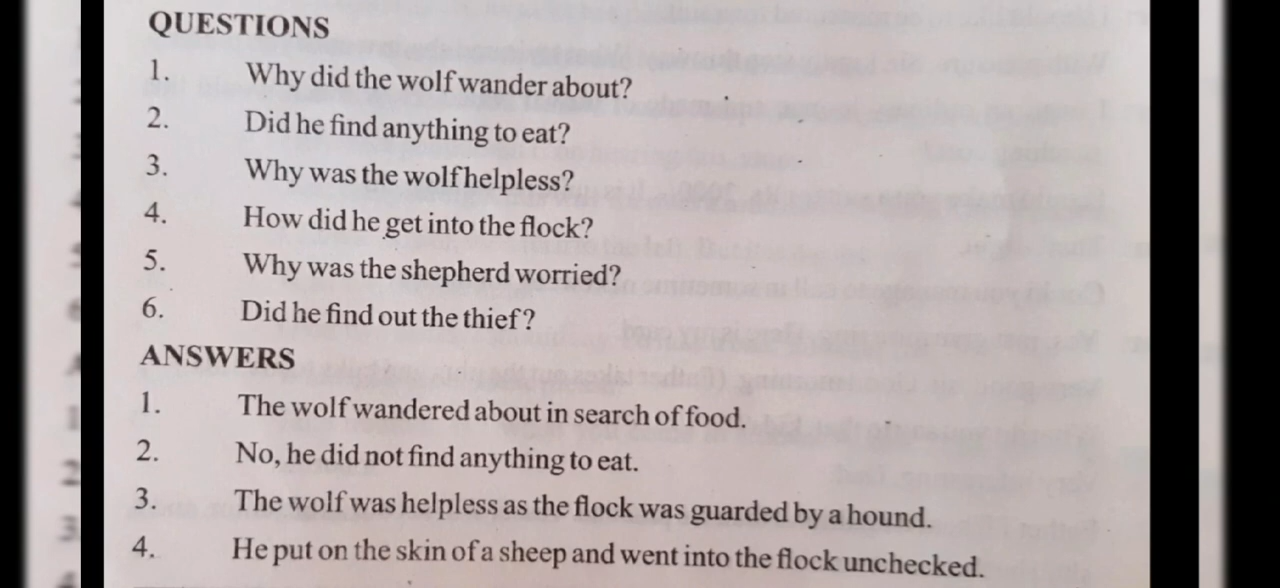 QUESTIONS
1. Why did the wolf wander about?
2. Did he find anything to eat?
3. Why was the wolf helpless?
4. How did he get into the flock?
5. Why was the shepherd worried?
6. Did he find out the thief?
ANSWERS
1. The wolf wandered about in search of food.
2. No, he did not find anything to eat.
3. The wolf was helpless as the flock was guarded by a hound.
4. He put on the skin of a sheep and went into the flock unchecked.